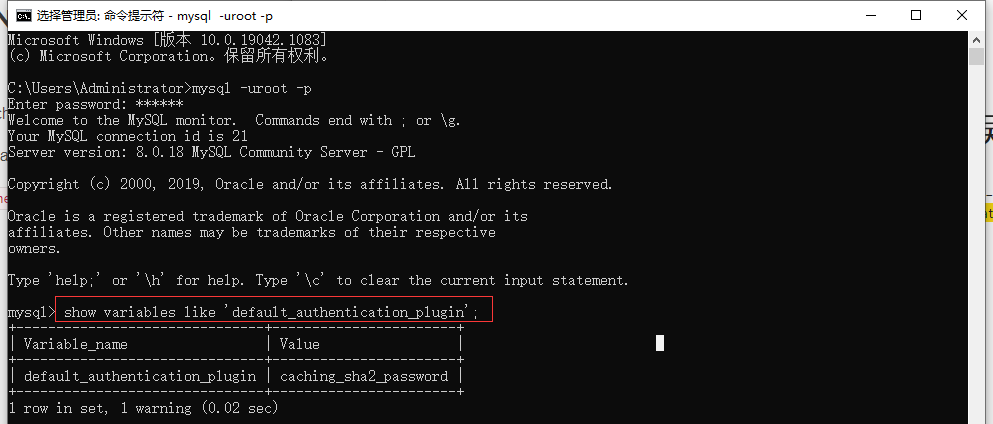 选择管理员: 命令提示符 - mysql  -uroot -p
Microsoft Windows [版本 10.0.19042.1083]
(c) Microsoft Corporation。保留所有权利。
C:\Users\Administrator>mysql -uroot -p
Enter password: ******
Welcome to the MySQL monitor.  Commands end with ; or \g.
Your MySQL connection id is 21
Server version: 8.0.18 MySQL Community Server - GPL
Copyright (c) 2000, 2019, Oracle and/or its affiliates. All rights reserved.
Oracle is a registered trademark of Oracle Corporation and/or its
affiliates. Other names may be trademarks of their respective
owners.
Type 'help;' or '\h' for help. Type '\c' to clear the current input statement.
mysql> show variables like 'default_authentication_plugin';
+-------------------------------+-----------------------+
| Variable_name                 | Value                 |
+-------------------------------+-----------------------+
| default_authentication_plugin | caching_sha2_password |
+-------------------------------+-----------------------+
1 row in set, 1 warning (0.02 sec)